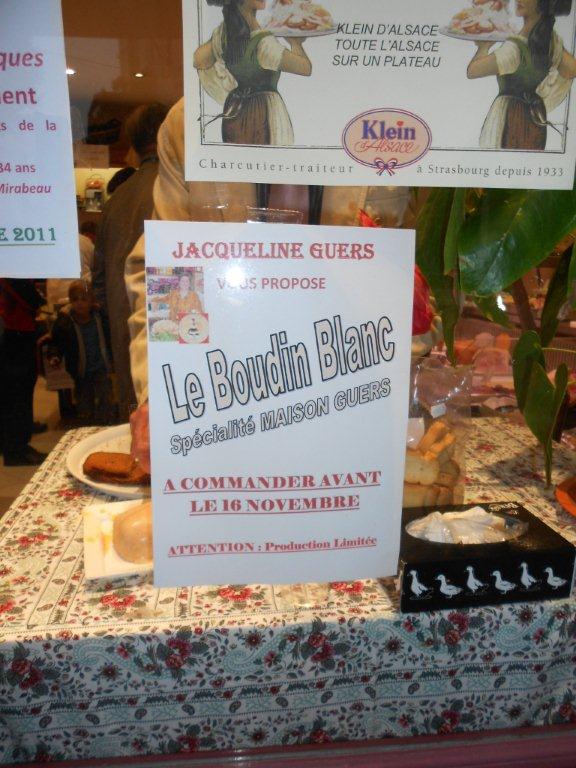 ques
ent
s de la
34 ans
Mirabeau
E 2011
KLEIN D'ALSACE
TOUTE L'ALSACE
SUR UN PLATEAU
Klein
d'Alsace
Charcutier-traiteur à Strasbourg depuis 1933
JACQUELINE GUERS
VOUS PROPOSE
Le Boudin Blanc
Spécialité MAISON GUERS
A COMMANDER AVANT
LE 16 NOVEMBRE
ATTENTION : Production Limitée